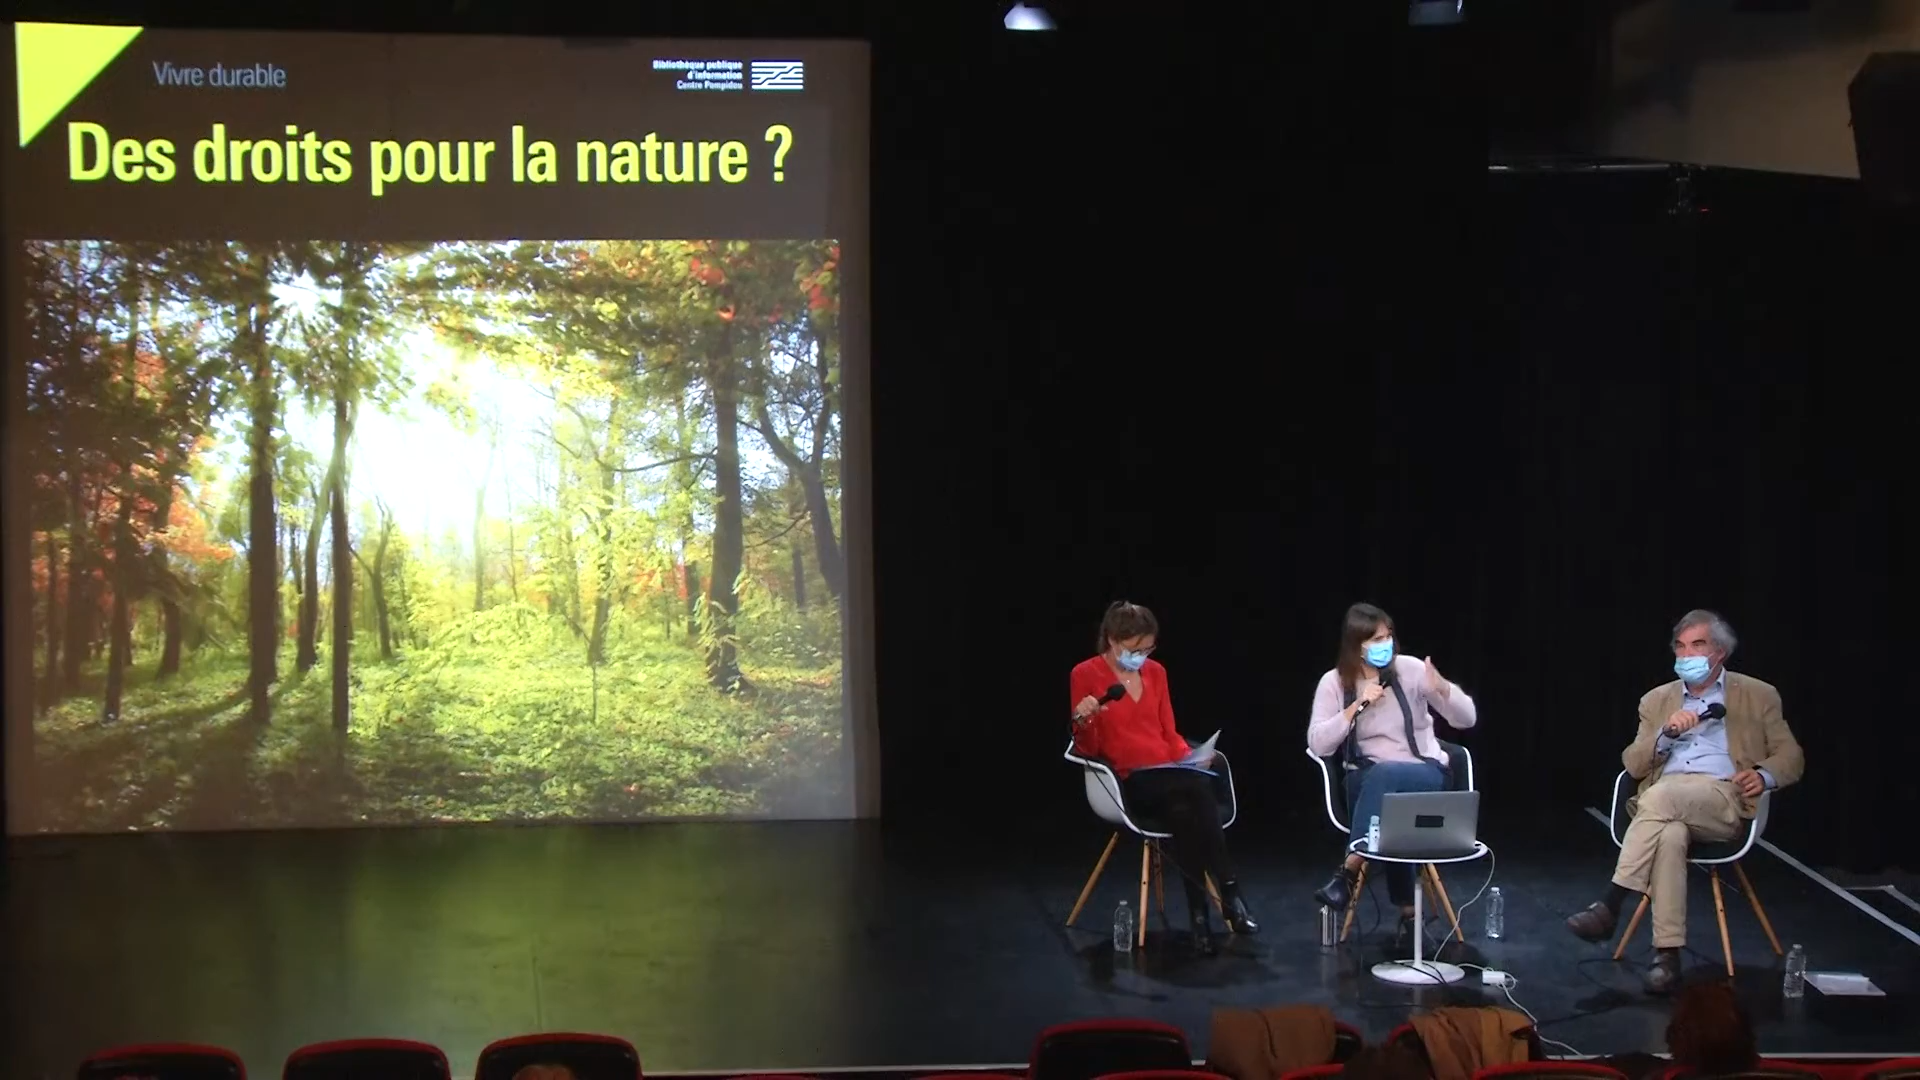 Vivre durable
Bibliothèque publique
d'information
Centre Pompidou
Des droits pour la nature ?